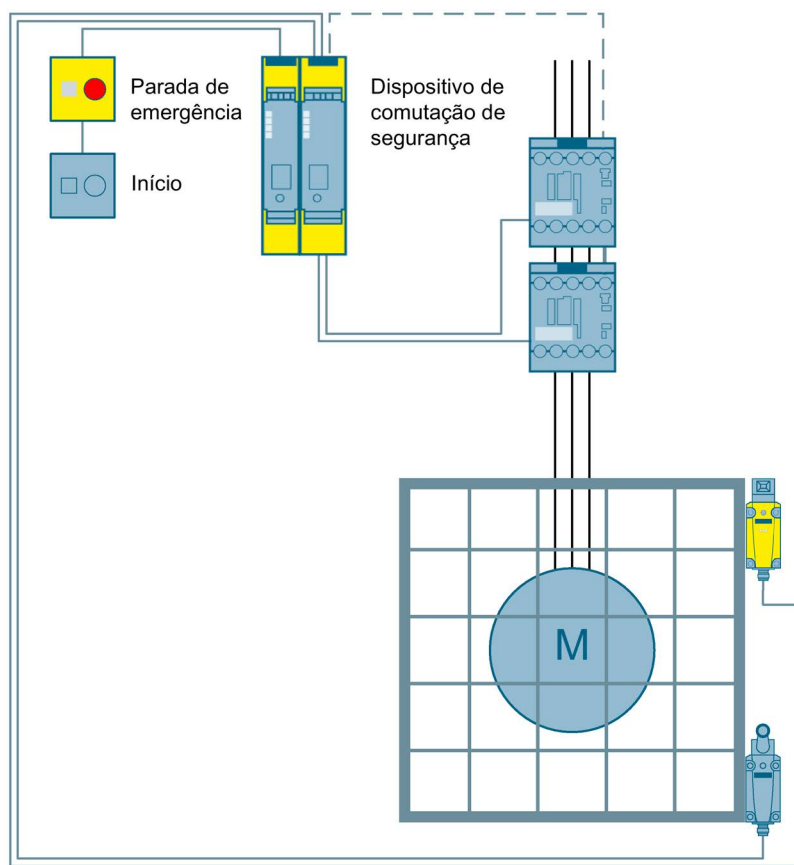 Parada de
emergência
Dispositivo de
comutação de
segurança
Início
M